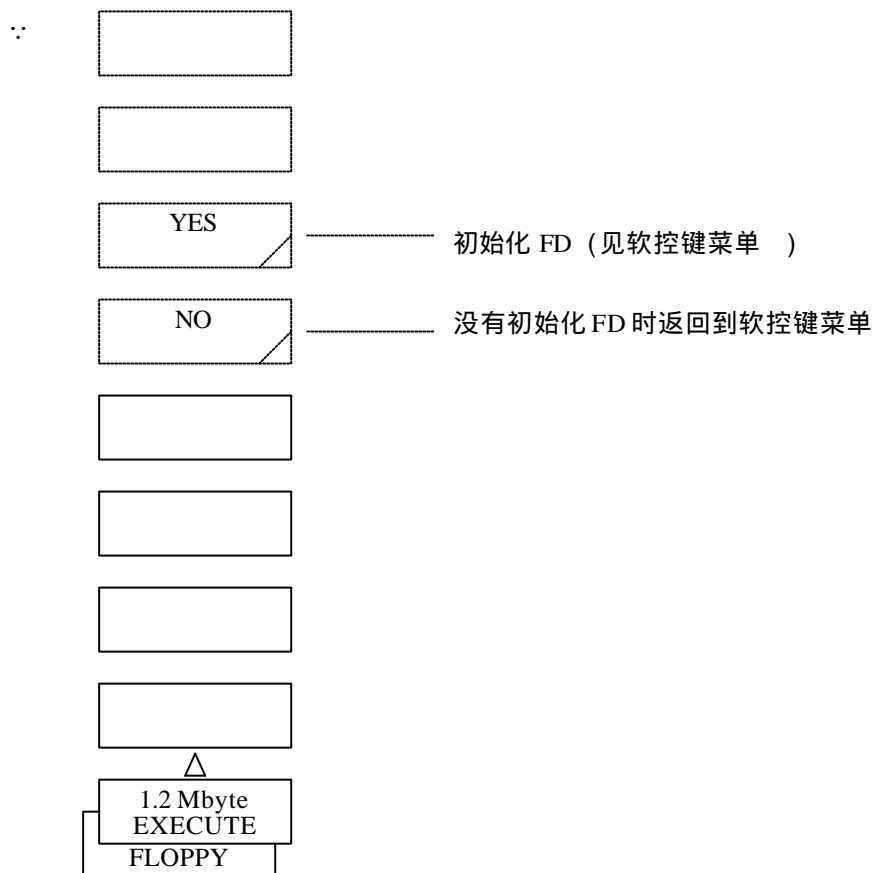 ∵
YES
初始化 FD (见软控键菜单 )
NO
没有初始化 FD 时返回到软控键菜单
1.2 Mbyte
EXECUTE
FLOPPY